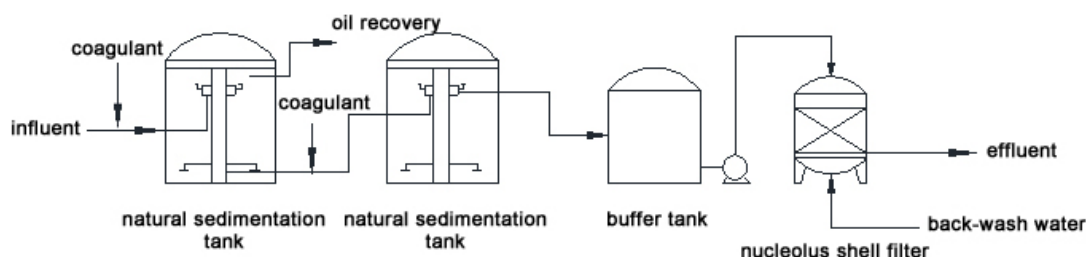 oil recovery
coagulant
coagulant
influent
effluent
natural sedimentation
tank
natural sedimentation
tank
buffer tank
back-wash water
nucleolus shell filter